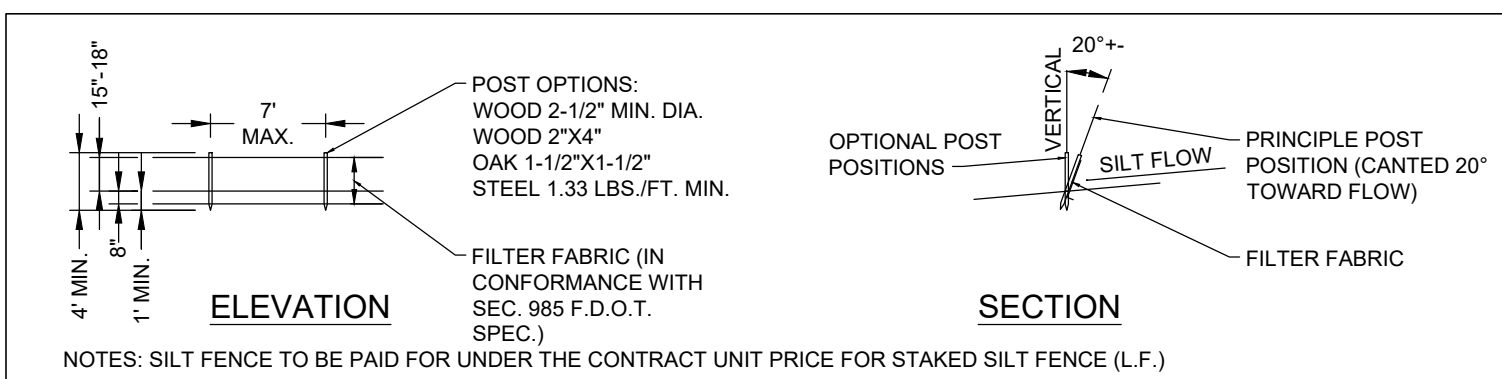 15"-18"
4' MIN.
8"
1' MIN.
7'
MAX.
POST OPTIONS:
WOOD 2-1/2" MIN. DIA.
WOOD 2"X4"
OAK 1-1/2"X1-1/2"
STEEL 1.33 LBS./FT. MIN.
FILTER FABRIC (IN
CONFORMANCE WITH
SEC. 985 F.D.O.T.
SPEC.)
ELEVATION
20°+-
VERTICAL
OPTIONAL POST
POSITIONS
SILT FLOW
PRINCIPLE POST
POSITION (CANTED 20°
TOWARD FLOW)
FILTER FABRIC
SECTION
NOTES: SILT FENCE TO BE PAID FOR UNDER THE CONTRACT UNIT PRICE FOR STAKED SILT FENCE (L.F.)